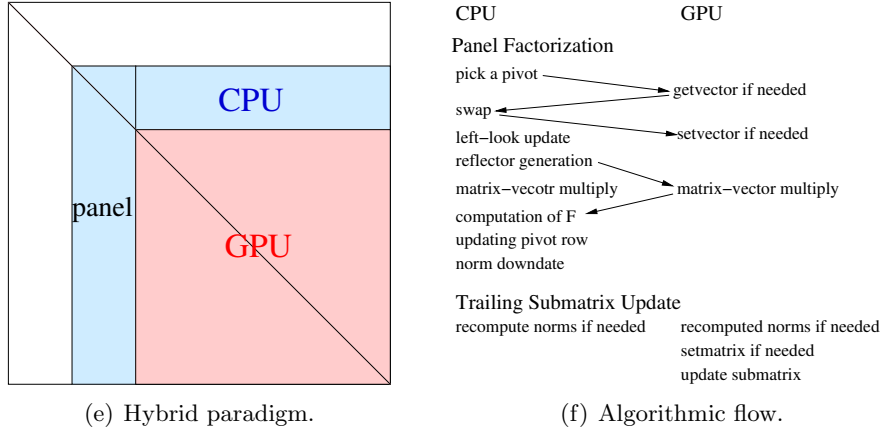 CPU
panel
GPU
(e) Hybrid paradigm.
CPU GPU
Panel Factorization
pick a pivot
getvector if needed
swap
setvector if needed
left-look update
reflector generation
matrix-vecotr multiply matrix-vector multiply
computation of F
updating pivot row
norm downdate
Trailing Submatrix Update
recompute norms if needed recomputed norms if needed
setmatrix if needed
update submatrix
(f) Algorithmic flow.